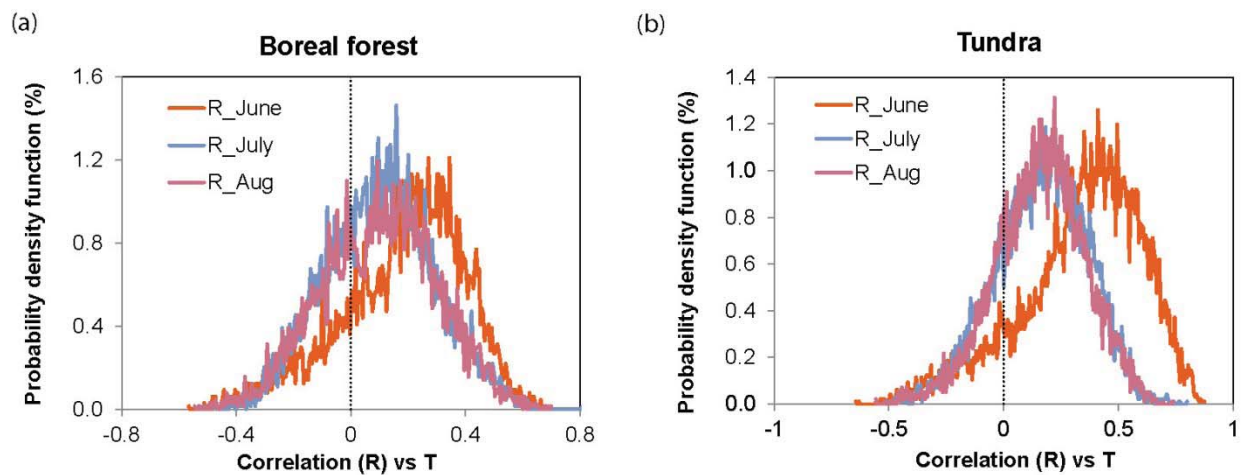 (a)
Boreal forest
Probability density function (%)
1.6
1.2
0.8
0.4
0.0
R_June
R_July
R_Aug
-0.8
-0.4
0
0.4
0.8
Correlation (R) vs T
(b)
Tundra
Probability density function (%)
1.4
1.2
1.0
0.8
0.6
0.4
0.2
0.0
R_June
R_July
R_Aug
-1
-0.5
0
0.5
1
Correlation (R) vs T